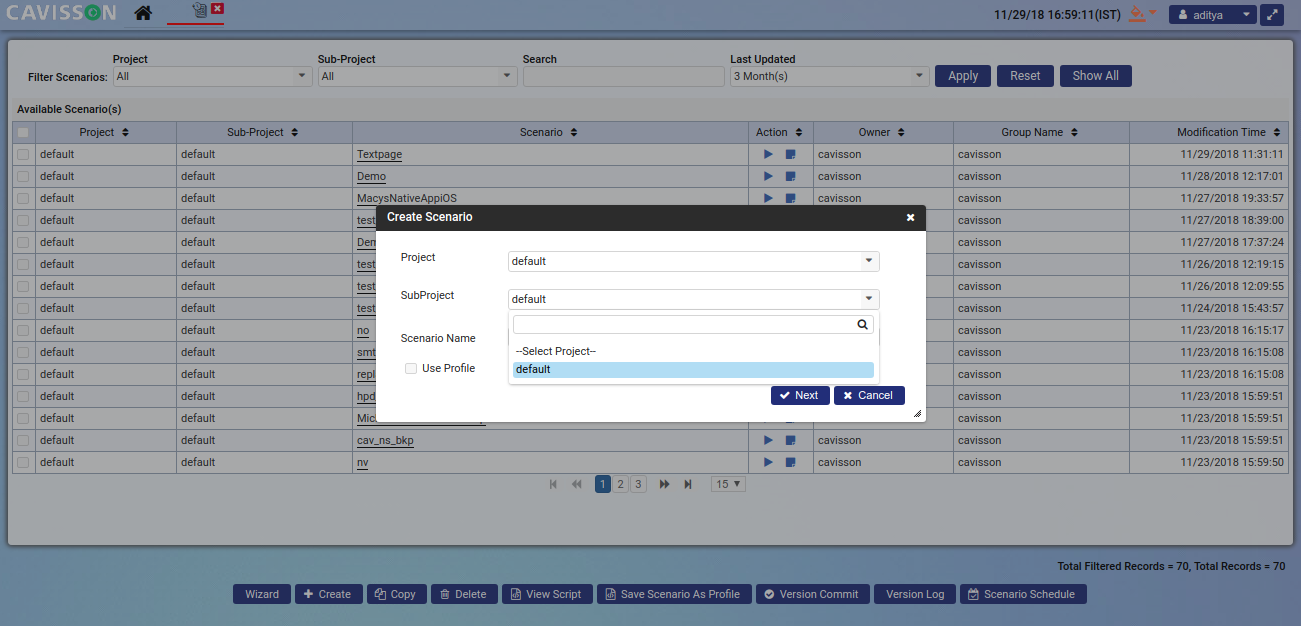 CAVISSON
11/29/18 16:59:11(IST)
aditya
Project
Sub-Project
Search
Last Updated
Filter Scenarios:
All
All
3 Month(s)
Apply
Reset
Show All
Available Scenario(s)
Project Sub-Project Scenario Action Owner Group Name Modification Time
default default Textpage cavisson cavisson 11/29/2018 11:31:11
default default Demo cavisson cavisson 11/28/2018 12:17:01
default default MacysNativeAppiOS cavisson cavisson 11/27/2018 19:33:57
default default test cavisson 11/27/2018 18:39:00
default default cavisson 11/27/2018 17:37:24
default default test cavisson 11/26/2018 12:19:15
default default test cavisson 11/26/2018 12:09:55
default default test cavisson 11/24/2018 15:43:57
default default no cavisson 11/23/2018 16:15:17
default default smt cavisson 11/23/2018 16:15:08
default default repl cavisson 11/23/2018 16:15:08
default default hpd cavisson 11/23/2018 15:59:51
default default cavisson 11/23/2018 15:59:51
default default cav_ns_bkp cavisson cavisson 11/23/2018 15:59:51
default default nv cavisson cavisson 11/23/2018 15:59:50
Create Scenario
Project
default
SubProject
default
--Select Project--
default
Scenario Name
Use Profile
Next
Cancel
1 2 3 15
Total Filtered Records = 70, Total Records = 70
Wizard
Create
Copy
Delete
View Script
Save Scenario As Profile
Version Commit
Version Log
Scenario Schedule